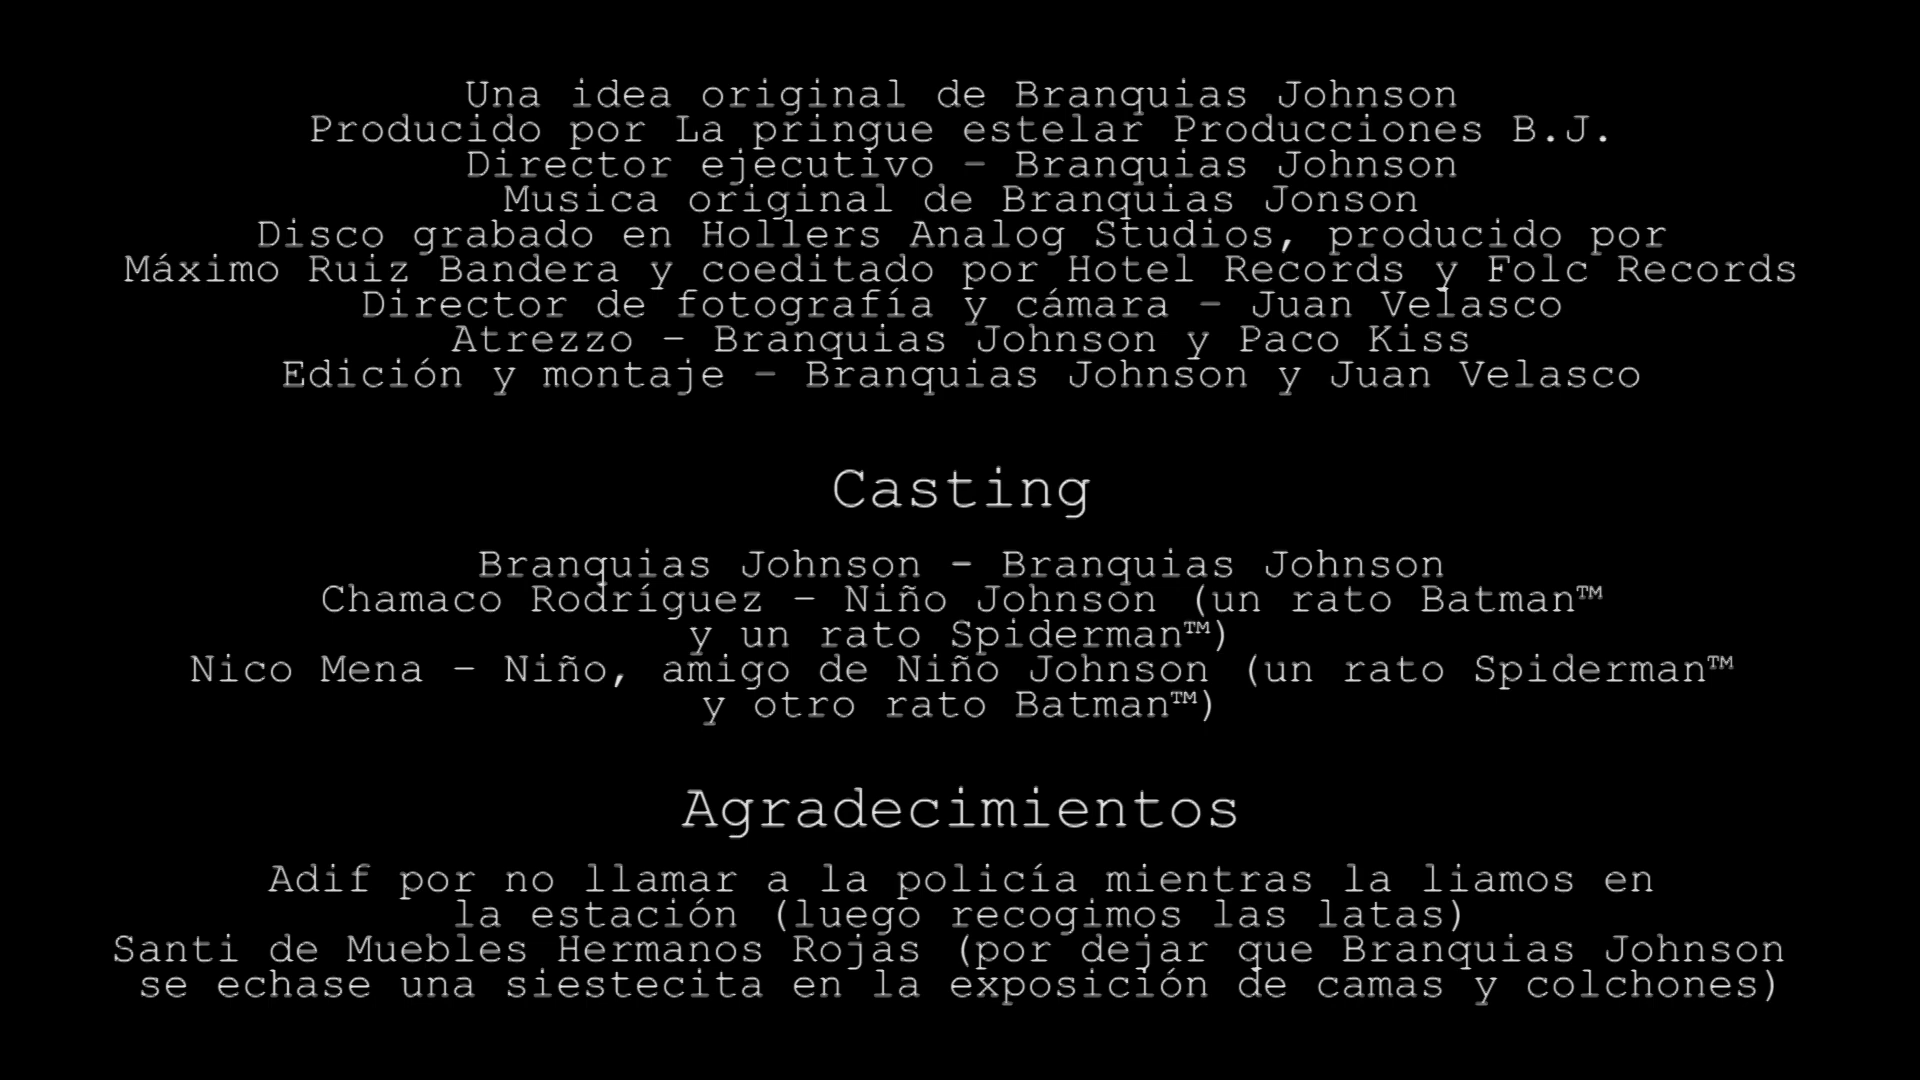 Una idea original de Branquias Johnson
Producido por La pringue estelar Producciones B.J.
Director ejecutivo - Branquias Johnson
Musica original de Branquias Jonson
Disco grabado en Hollers Analog Studios, producido por
Máximo Ruiz Bandera y coeditado por Hotel Records y Folc Records
Director de fotografía y cámara - Juan Velasco
Atrezzo - Branquias Johnson y Paco Kiss
Edición y montaje - Branquias Johnson y Juan Velasco
Casting
Branquias Johnson - Branquias Johnson
Chamaco Rodríguez - Niño Johnson (un rato Batman™
y un rato Spiderman™)
Nico Mena - Niño, amigo de Niño Johnson (un rato Spiderman™
y otro rato Batman™)
Agradecimientos
Adif por no llamar a la policía mientras la liamos en
la estación (luego recogimos las latas)
Santi de Muebles Hermanos Rojas (por dejar que Branquias Johnson
se echase una siestecita en la exposición de camas y colchones)